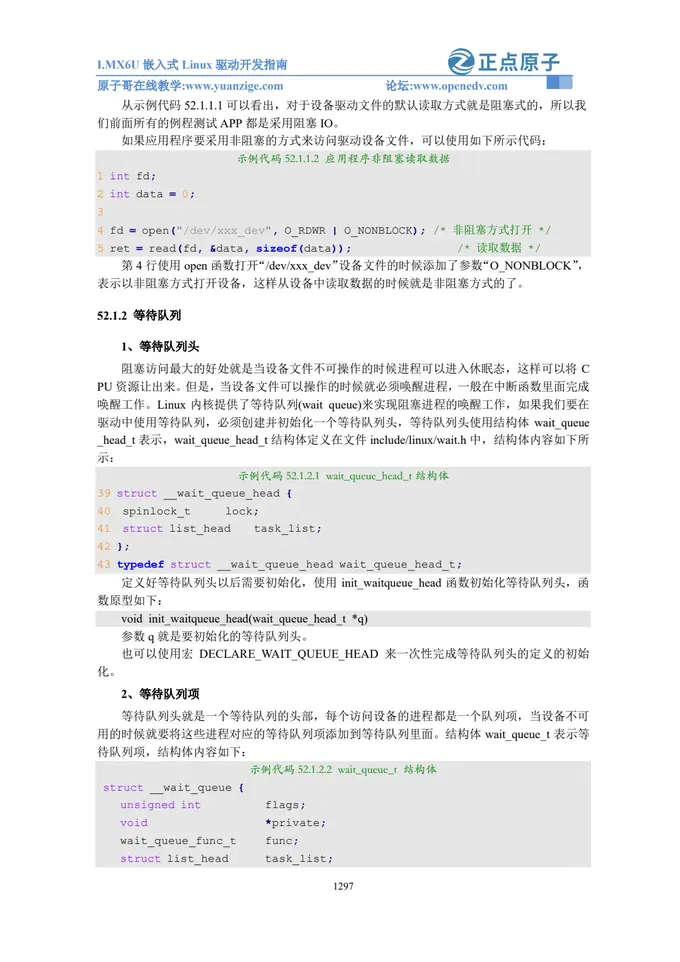 I.MX6U 嵌入式 Linux 驱动开发指南
正点原子
原子哥在线教学:www.yuanzige.com 论坛:www.openedv.com
从示例代码 52.1.1.1 可以看出，对于设备驱动文件的默认读取方式就是阻塞式的，所以我
们前面所有的例程测试 APP 都是采用阻塞 IO。
如果应用程序要采用非阻塞的方式来访问驱动设备文件，可以使用如下所示代码：
示例代码 52.1.1.2 应用程序非阻塞读取数据
1 int fd;
2 int data = 0;
3
4 fd = open("/dev/xxx_dev", O_RDWR | O_NONBLOCK); /* 非阻塞方式打开 */
5 ret = read(fd, &data, sizeof(data)); /* 读取数据 */
第 4 行使用 open 函数打开“/dev/xxx_dev”设备文件的时候添加了参数“O_NONBLOCK”，
表示以非阻塞方式打开设备，这样从设备中读取数据的时候就是非阻塞方式的了。
52.1.2 等待队列
1、等待队列头
阻塞访问最大的好处就是当设备文件不可操作的时候进程可以进入休眠态，这样可以将 C
PU 资源让出来。但是，当设备文件可以操作的时候就必须唤醒进程，一般在中断函数里面完成
唤醒工作。Linux 内核提供了等待队列(wait queue)来实现阻塞进程的唤醒工作，如果我们要在
驱动中使用等待队列，必须创建并初始化一个等待队列头，等待队列头使用结构体 wait_queue
_head_t 表示，wait_queue_head_t 结构体定义在文件 include/linux/wait.h 中，结构体内容如下所
示：
示例代码 52.1.2.1 wait_queue_head_t 结构体
39 struct __wait_queue_head {
40 spinlock_t lock;
41 struct list_head task_list;
42 };
43 typedef struct __wait_queue_head wait_queue_head_t;
定义好等待队列头以后需要初始化，使用 init_waitqueue_head 函数初始化等待队列头，函
数原型如下：
void init_waitqueue_head(wait_queue_head_t *q)
参数 q 就是要初始化的等待队列头。
也可以使用宏 DECLARE_WAIT_QUEUE_HEAD 来一次性完成等待队列头的定义的初始
化。
2、等待队列项
等待队列头就是一个等待队列的头部，每个访问设备的进程都是一个队列项，当设备不可
用的时候就要将这些进程对应的等待队列项添加到等待队列里面。结构体 wait_queue_t 表示等
待队列项，结构体内容如下：
示例代码 52.1.2.2 wait_queue_t 结构体
struct __wait_queue {
unsigned int flags;
void *private;
wait_queue_func_t func;
struct list_head task_list;
1297